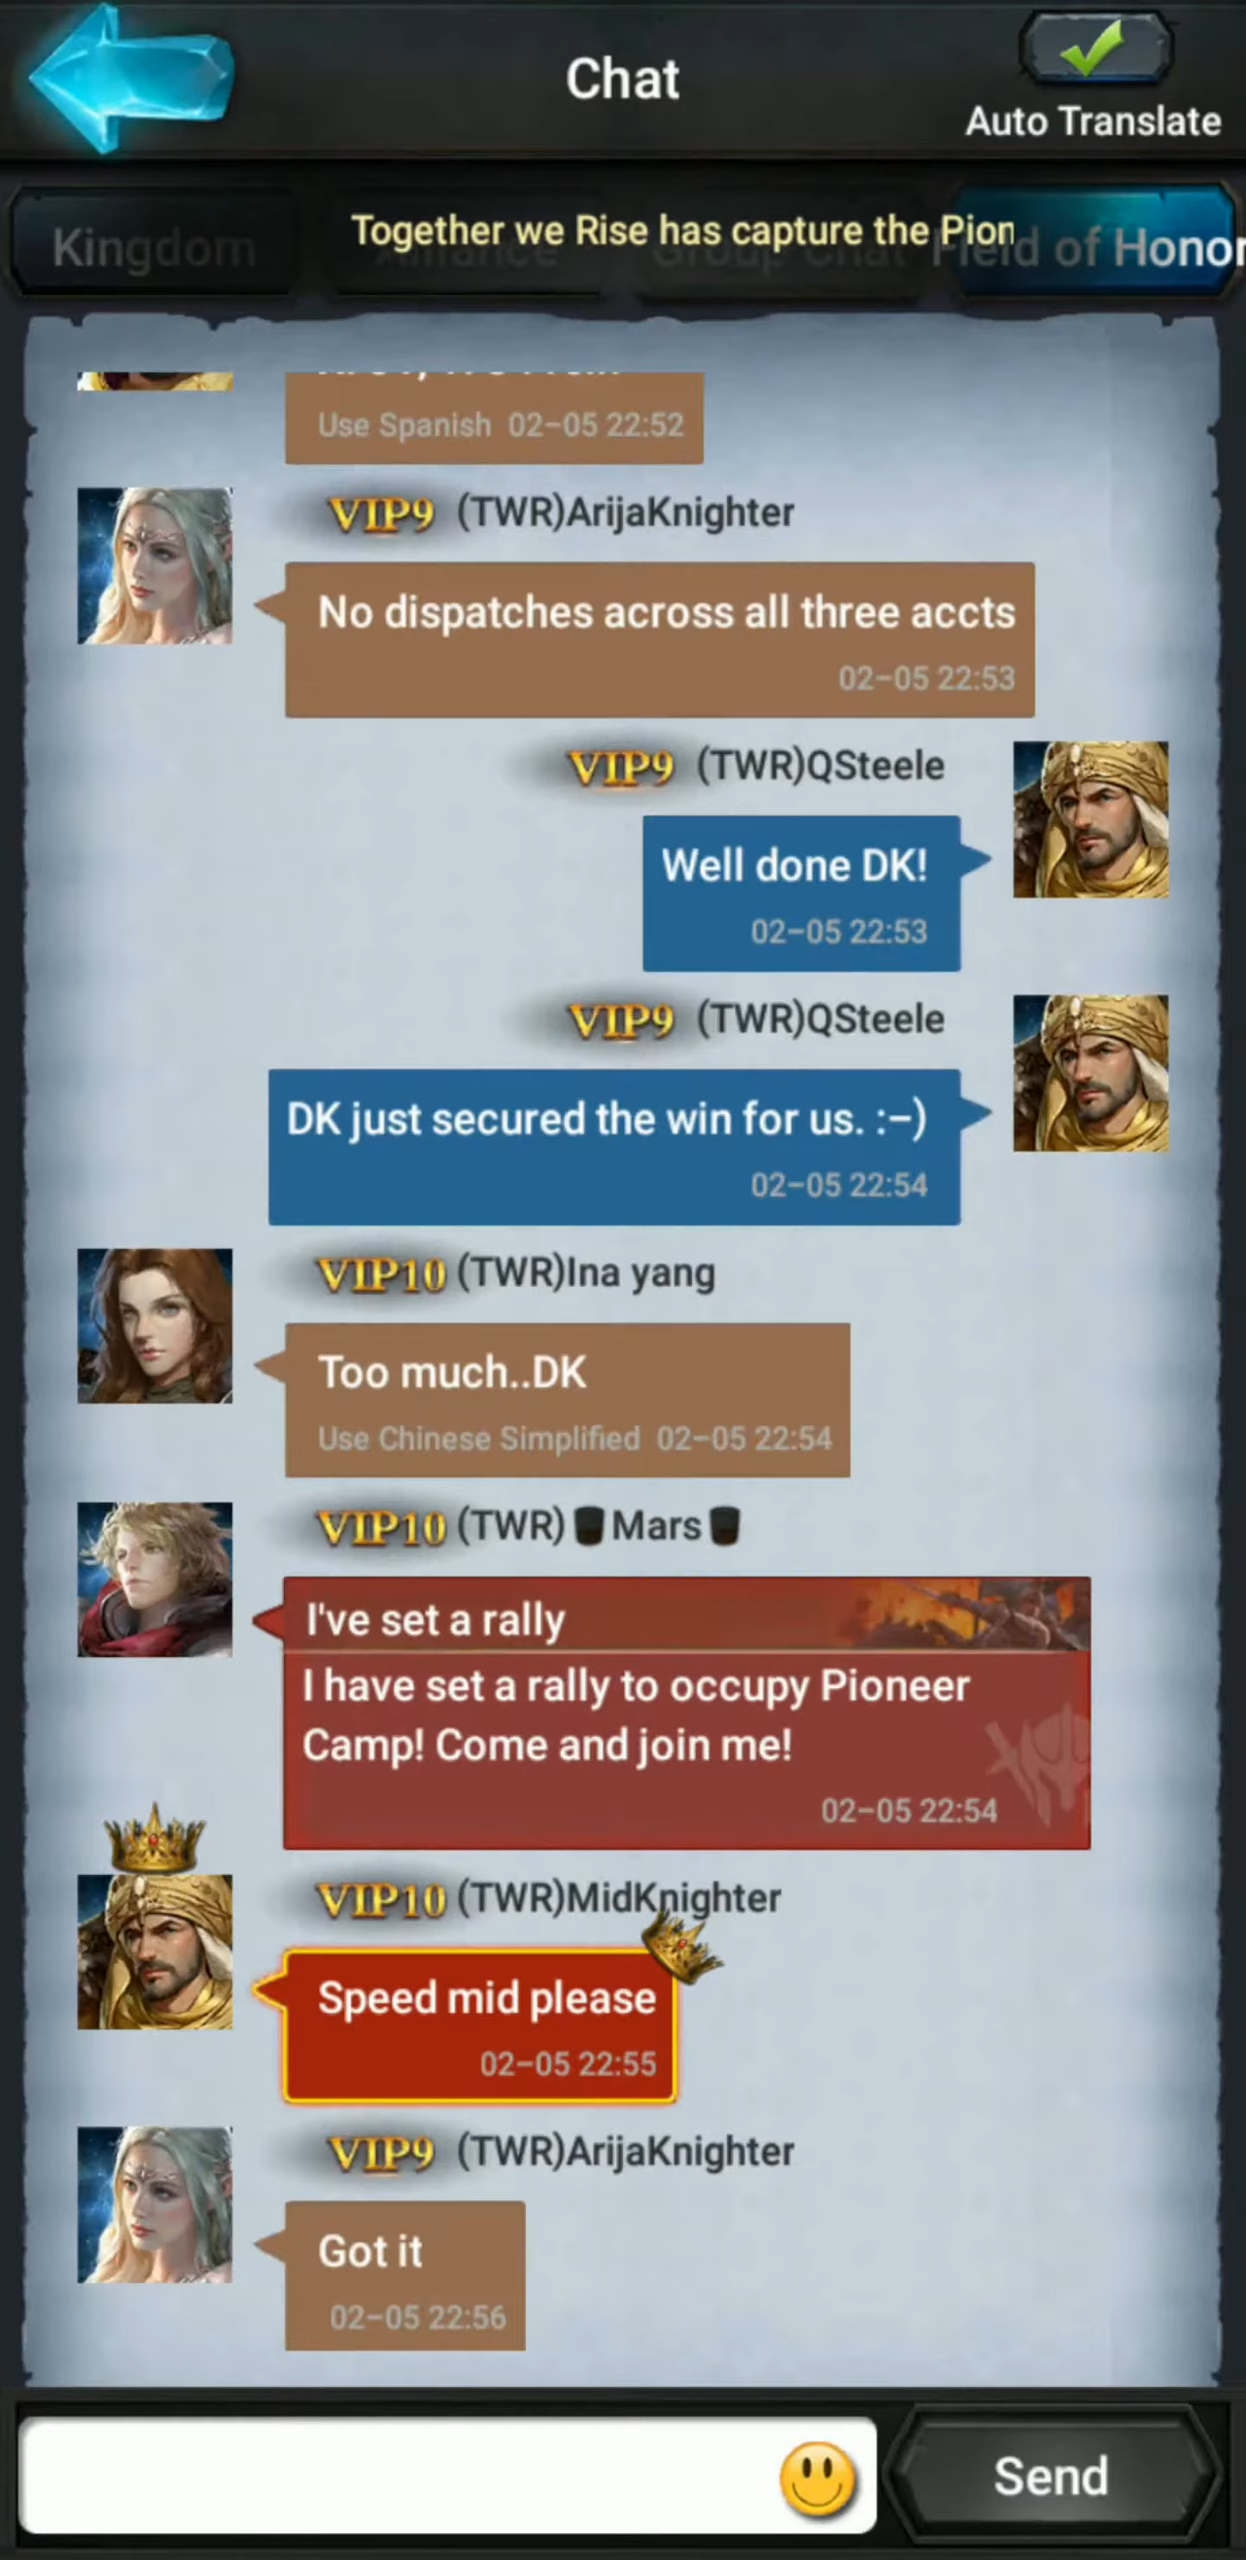 Chat
Auto Translate
Kingdom
Together we Rise has capture the Pion
Alliance
Group Chat
Field of Honor
Use Spanish 02-05 22:52
VIP9 (TWR)ArijaKnighter
No dispatches across all three accts
02-05 22:53
VIP9 (TWR)QSteele
Well done DK!
02-05 22:53
VIP9 (TWR)QSteele
DK just secured the win for us. :-)
02-05 22:54
VIP10 (TWR)Ina yang
Too much..DK
Use Chinese Simplified 02-05 22:54
VIP10 (TWR)Mars
I've set a rally
I have set a rally to occupy Pioneer
Camp! Come and join me!
02-05 22:54
VIP10 (TWR)MidKnighter
Speed mid please
02-05 22:55
VIP9 (TWR)ArijaKnighter
Got it
02-05 22:56
Send